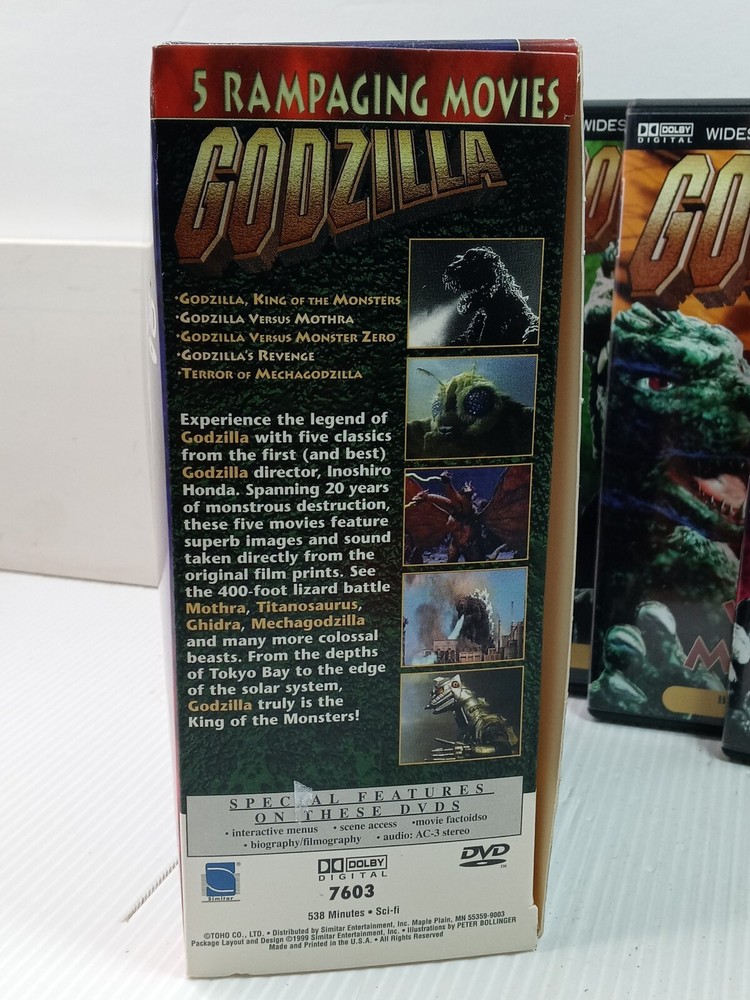 5 RAMPAGING MOVIES
GODZILLA
·GODZILLA, KING OF THE MONSTERS
·GODZILLA VERSUS MOTHRA
·GODZILLA VERSUS MONSTER ZERO
·GODZILLA'S REVENGE
·TERROR OF MECHAGODZILLA
Experience the legend of
Godzilla with five classics
from the first (and best)
Godzilla director, Inoshiro
Honda. Spanning 20 years
of monstrous destruction,
these five movies feature
superb images and sound
taken directly from the
original film prints. See
the 400-foot lizard battle
Mothra, Titanosaurus,
Ghidra, Mechagodzilla
and many more colossal
beasts. From the depths
of Tokyo Bay to the edge
of the solar system,
Godzilla truly is the
King of the Monsters!
SPECIAL FEATURES
ON THESE DVDS
• interactive menus • scene access •movie factoidso
• biography/filmography • audio: AC-3 stereo
Simitar
DOLBY
DIGITAL
DVD
7603
538 Minutes • Sci-fi
©TOHO CO., LTD. • Distributed by Simitar Entertainment, Inc. Maple Plain, MN 55359-9003
Package Layout and Design ©1999 Simitar Entertainment, Inc. • Illustrations by PETER BOLLINGER
Made and Printed in the U.S.A. • All Rights Reserved
WIDES
DOLBY
DIGITAL
WIDES
GO